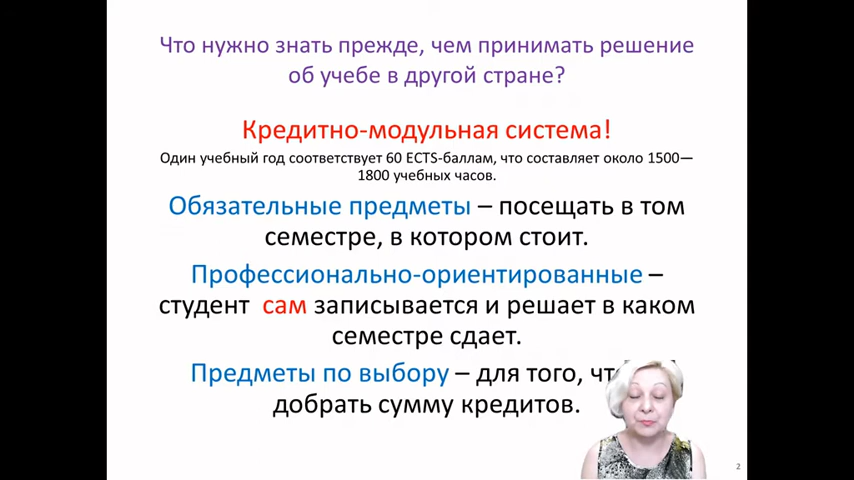 Что нужно знать прежде, чем принимать решение
об учебе в другой стране?
Кредитно-модульная система!
Один учебный год соответствует 60 ECTS-баллам, что составляет около 1500—
1800 учебных часов.
Обязательные предметы – посещать в том
семестре, в котором стоит.
Профессионально-ориентированные –
студент сам записывается и решает в каком
семестре сдает.
Предметы по выбору – для того,
добрать сумму кредитов.
2